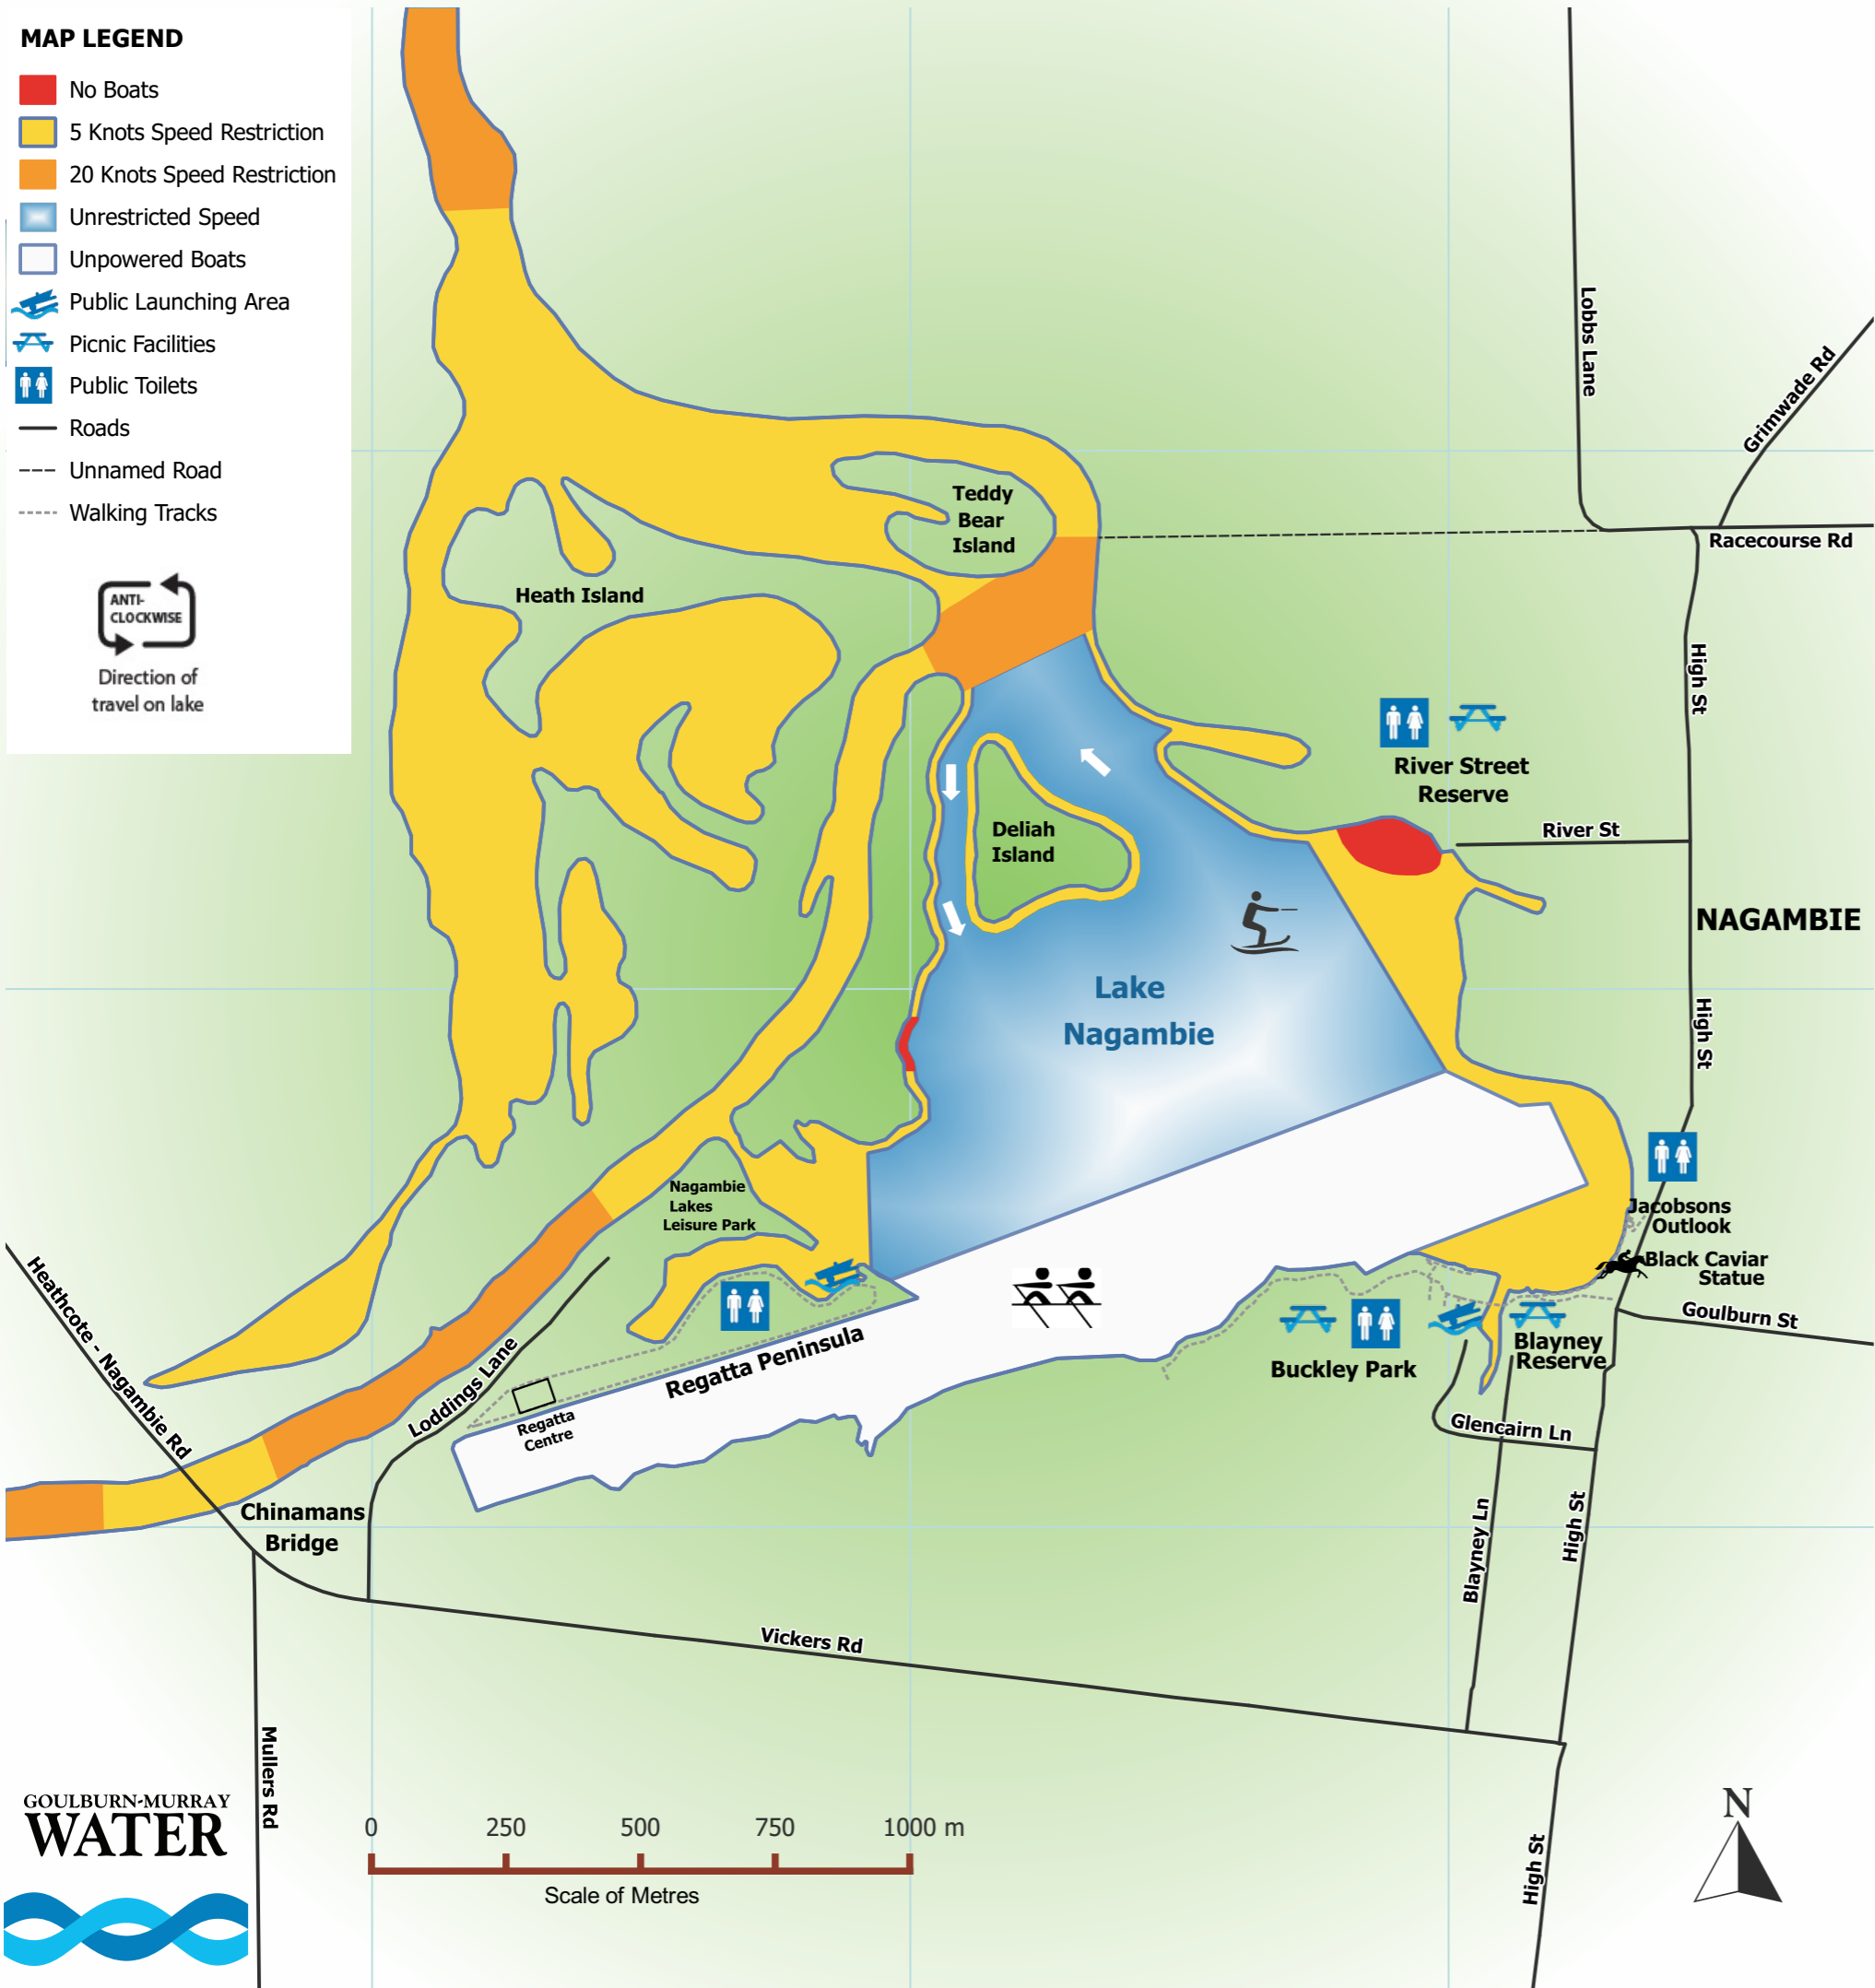 MAP LEGEND
No Boats
5 Knots Speed Restriction
20 Knots Speed Restriction
Unrestricted Speed
Unpowered Boats
Public Launching Area
Picnic Facilities
Public Toilets
Roads
Unnamed Road
Walking Tracks
ANTI-
CLOCKWISE
Direction of
travel on lake
Lobbs Lane
Grimwade Rd
Racecourse Rd
Teddy
Bear
Island
Heath Island
High St
River Street
Reserve
River St
Deliah
Island
NAGAMBIE
Lake
Nagambie
High St
Nagambie
Lakes
Leisure Park
Jacobsons
Outlook
Black Caviar
Statue
Goulburn St
Heathcote - Nagambie Rd
Loddings Lane
Regatta Peninsula
Regatta
Centre
Buckley Park
Blayney
Reserve
Glencairn Ln
Chinamans
Bridge
Blayney Ln
High St
Vickers Rd
Mullers Rd
High St
GOULBURN-MURRAY
WATER
0 250 500 750 1000 m
Scale of Metres
N